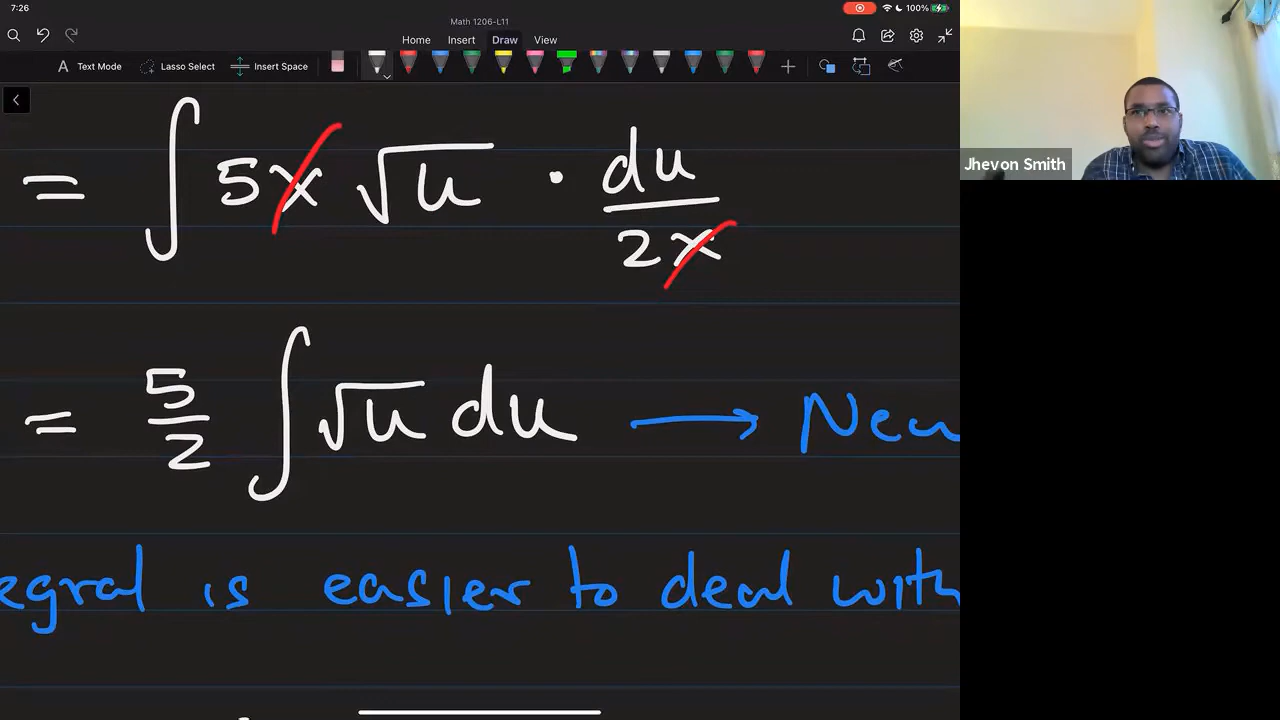 7:26
100%
Math 1206-L11
Home Insert Draw View
A Text Mode Lasso Select Insert Space
Jhevon Smith
= ∫ 5x √u · du/2x
= 5/2 ∫ √u du → New
egral is easier to deal with